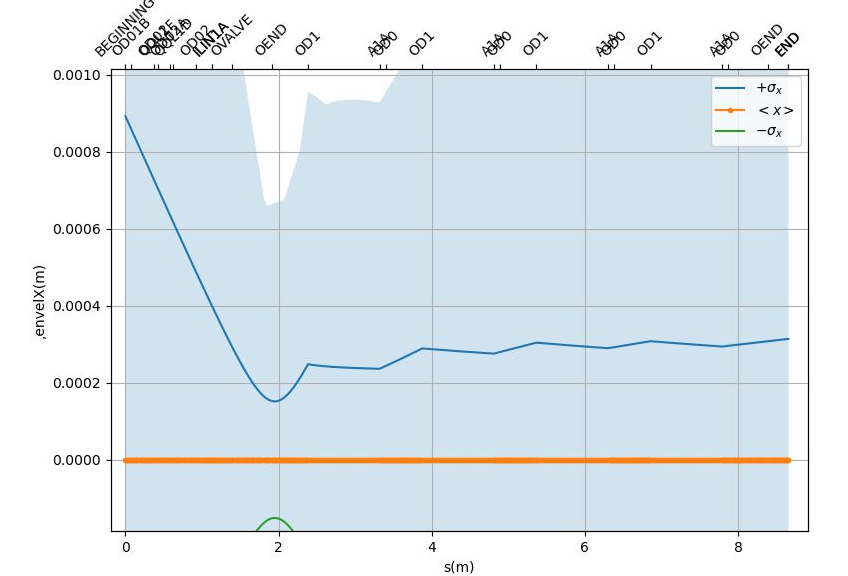 BEGINNING
OD01B
OD02
ILIN1A
OVALVE
OEND
OD1
A1A
OD0
OD1
A1A
OD0
OD1
A1A
OD0
OD1
A1A
OD0
OEND
END
0.0010
0.0008
0.0006
0.0004
0.0002
0.0000
,envelX(m)
+σx
<x>
−σx
0 2 4 6 8
s(m)